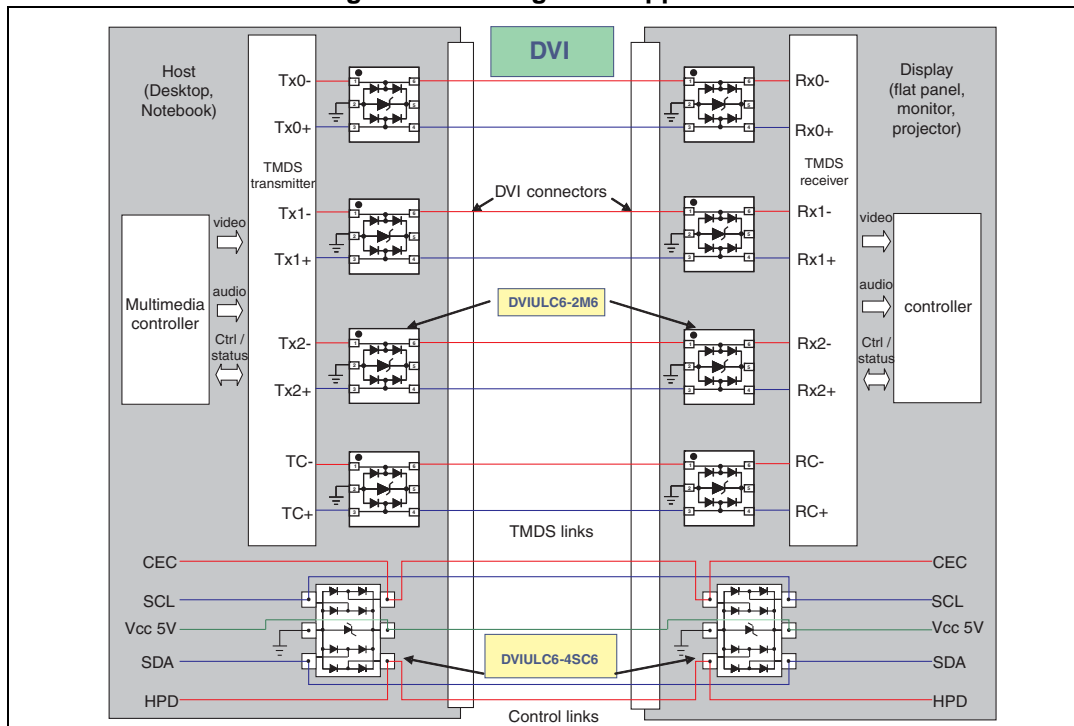 DVI
Host
(Desktop,
Notebook)
Tx0-
Tx0+
TMDS
transmitter
Tx1-
Tx1+
Tx2-
Tx2+
TC-
TC+
Multimedia
controller
video
audio
Ctrl /
status
DVI connectors
DVIULC6-2M6
TMDS links
Rx0-
Rx0+
TMDS
receiver
Rx1-
Rx1+
Rx2-
Rx2+
RC-
RC+
Display
(flat panel,
monitor,
projector)
video
audio
Ctrl /
status
controller
CEC
SCL
Vcc 5V
SDA
HPD
DVIULC6-4SC6
Control links
CEC
SCL
Vcc 5V
SDA
HPD